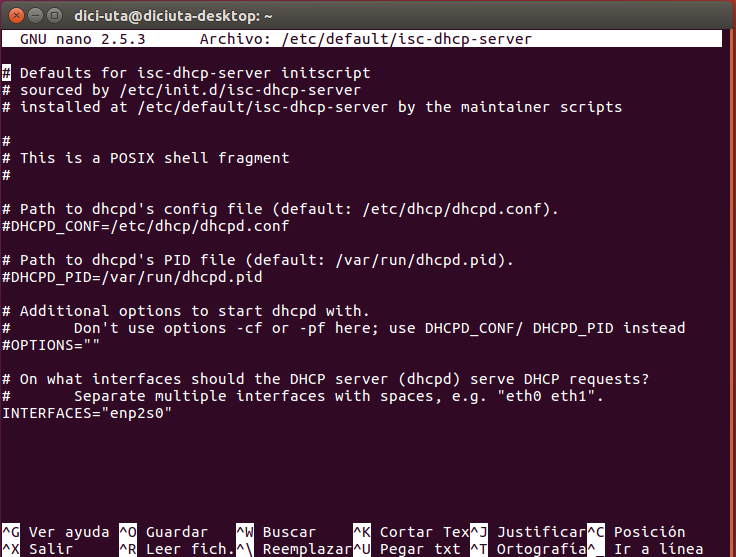 dici-uta@diciuta-desktop: ~
GNU nano 2.5.3 Archivo: /etc/default/isc-dhcp-server
# Defaults for isc-dhcp-server initscript
# sourced by /etc/init.d/isc-dhcp-server
# installed at /etc/default/isc-dhcp-server by the maintainer scripts
#
# This is a POSIX shell fragment
#
# Path to dhcpd's config file (default: /etc/dhcp/dhcpd.conf).
#DHCPD_CONF=/etc/dhcp/dhcpd.conf
# Path to dhcpd's PID file (default: /var/run/dhcpd.pid).
#DHCPD_PID=/var/run/dhcpd.pid
# Additional options to start dhcpd with.
#       Don't use options -cf or -pf here; use DHCPD_CONF/ DHCPD_PID instead
#OPTIONS=""
# On what interfaces should the DHCP server (dhcpd) serve DHCP requests?
#       Separate multiple interfaces with spaces, e.g. "eth0 eth1".
INTERFACES="enp2s0"
^G Ver ayuda ^O Guardar ^W Buscar ^K Cortar Tex^J Justificar^C Posición
^X Salir ^R Leer fich.^\ Reemplazar^U Pegar txt ^T Ortografía^_ Ir a línea